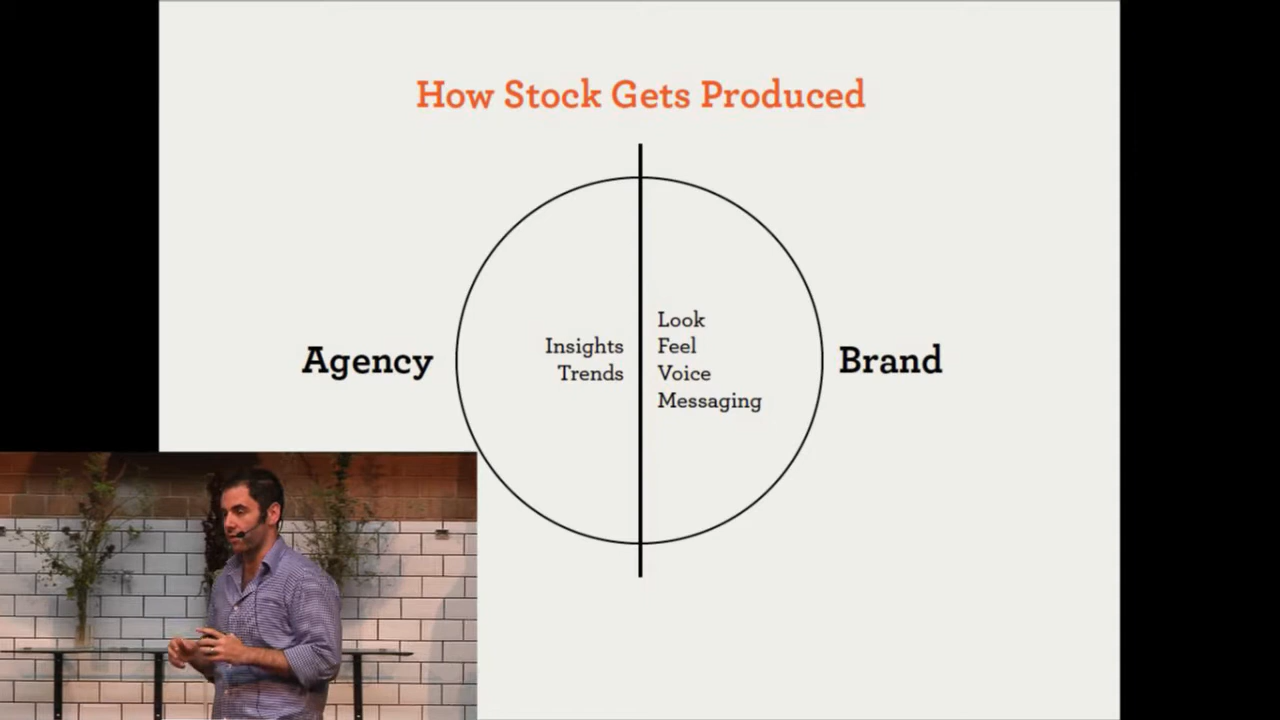 How Stock Gets Produced
Agency
Insights
Trends
Look
Feel
Voice
Messaging
Brand